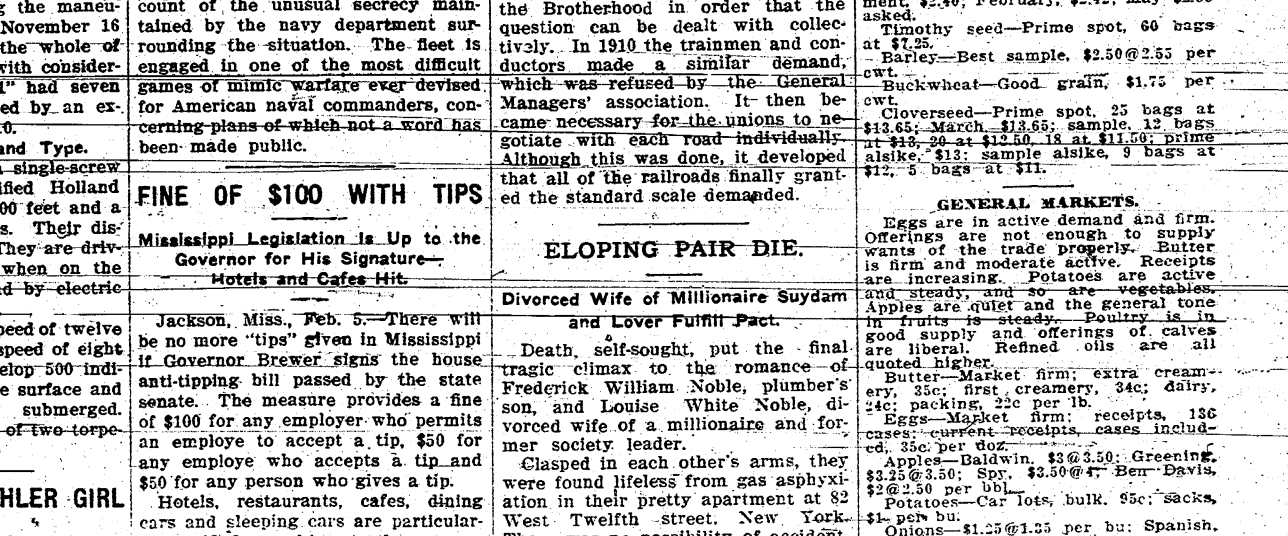 g the maneu-
November 16
the whole of
with consider-
" had seven
ed by an ex-
0.
and Type.
single-screw
ified Holland
00 feet and a
s. Their dis-
They are driv-
when on the
d by electric
peed of twelve
speed of eight
elop 500 indi-
e surface and
submerged.
of two torpe-
HLER GIRL
count of the unusual secrecy main-
tained by the navy department sur-
rounding the situation. The fleet is
engaged in one of the most difficult
games of mimic warfare ever devised
for American naval commanders, con-
cerning plans of which not a word has
been made public.
FINE OF $100 WITH TIPS
Mississippi Legislation is Up to the
Governor for His Signature—
Hotels and Cafes Hit.
Jackson, Miss., Feb. 5.—There will
be no more "tips" given in Mississippi
if Governor Brewer signs the house
anti-tipping bill passed by the state
senate. The measure provides a fine
of $100 for any employer who permits
an employe to accept a tip, $50 for
any employe who accepts a tip and
$50 for any person who gives a tip.
Hotels, restaurants, cafes, dining
cars and sleeping cars are particular-
the Brotherhood in order that the
question can be dealt with collec-
tively. In 1910 the trainmen and con-
ductors made a similar demand,
which was refused by the General
Managers' association. It then be-
came necessary for the unions to ne-
gotiate with each road individually.
Although this was done, it developed
that all of the railroads finally grant-
ed the standard scale demanded.
ELOPING PAIR DIE.
Divorced Wife of Millionaire Suydam
and Lover Fulfill Pact.
Death, self-sought, put the final
tragic climax to the romance of
Frederick William Noble, plumber's
son, and Louise White Noble, di-
vorced wife of a millionaire and for-
mer society leader.
Clasped in each other's arms, they
were found lifeless from gas asphyxi-
ation in their pretty apartment at 82
West Twelfth street, New York.
asked.
Timothy seed—Prime spot, 60 bags
at $7.25.
Barley—Best sample, $2.50@2.55 per
cwt.
Buckwheat—Good grain, $1.75 per
cwt.
Cloverseed—Prime spot, 25 bags at
$13.65; March, $13.65; sample, 12 bags
at $13, 20 at $12.50, 18 at $11.50; prime
alsike, $13; sample alsike, 9 bags at
$12, 5 bags at $11.
GENERAL MARKETS.
Eggs are in active demand and firm.
Offerings are not enough to supply
wants of the trade properly. Butter
is firm and moderate active. Receipts
are increasing. Potatoes are active
and steady, and so are vegetables.
Apples are quiet and the general tone
in fruits is steady. Poultry is in
good supply and offerings of calves
are liberal. Refined oils are all
quoted higher.
Butter—Market firm; extra cream-
ery, 35c; first creamery, 34c; dairy,
24c; packing, 22c per lb.
Eggs—Market firm; receipts, 136
cases; current receipts, cases includ-
ed, 35c per doz.
Apples—Baldwin, $3@3.50; Greening,
$3.25@3.50; Spy, $3.50@4; Ben Davis,
$2@2.50 per bbl.
Potatoes—Car lots, bulk, 95c; sacks,
$1 per bu.
Onions—$1.25@1.35 per bu; Spanish,